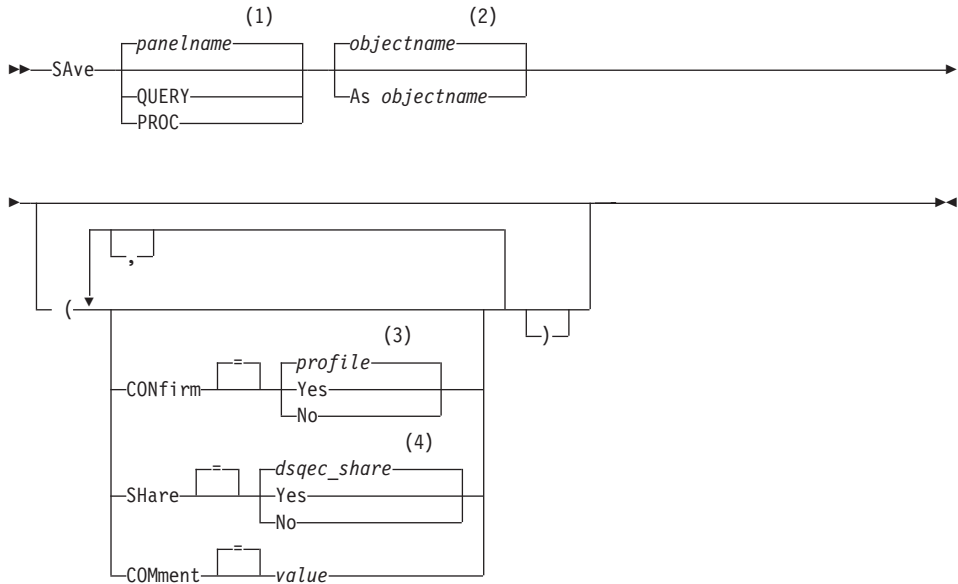 (1) (2)
panelname objectname
SAve
QUERY As objectname
PROC
,
(
)
(3)
= profile
CONfirm Yes
No
(4)
= dsqec_share
SHare Yes
No
=
COMment value